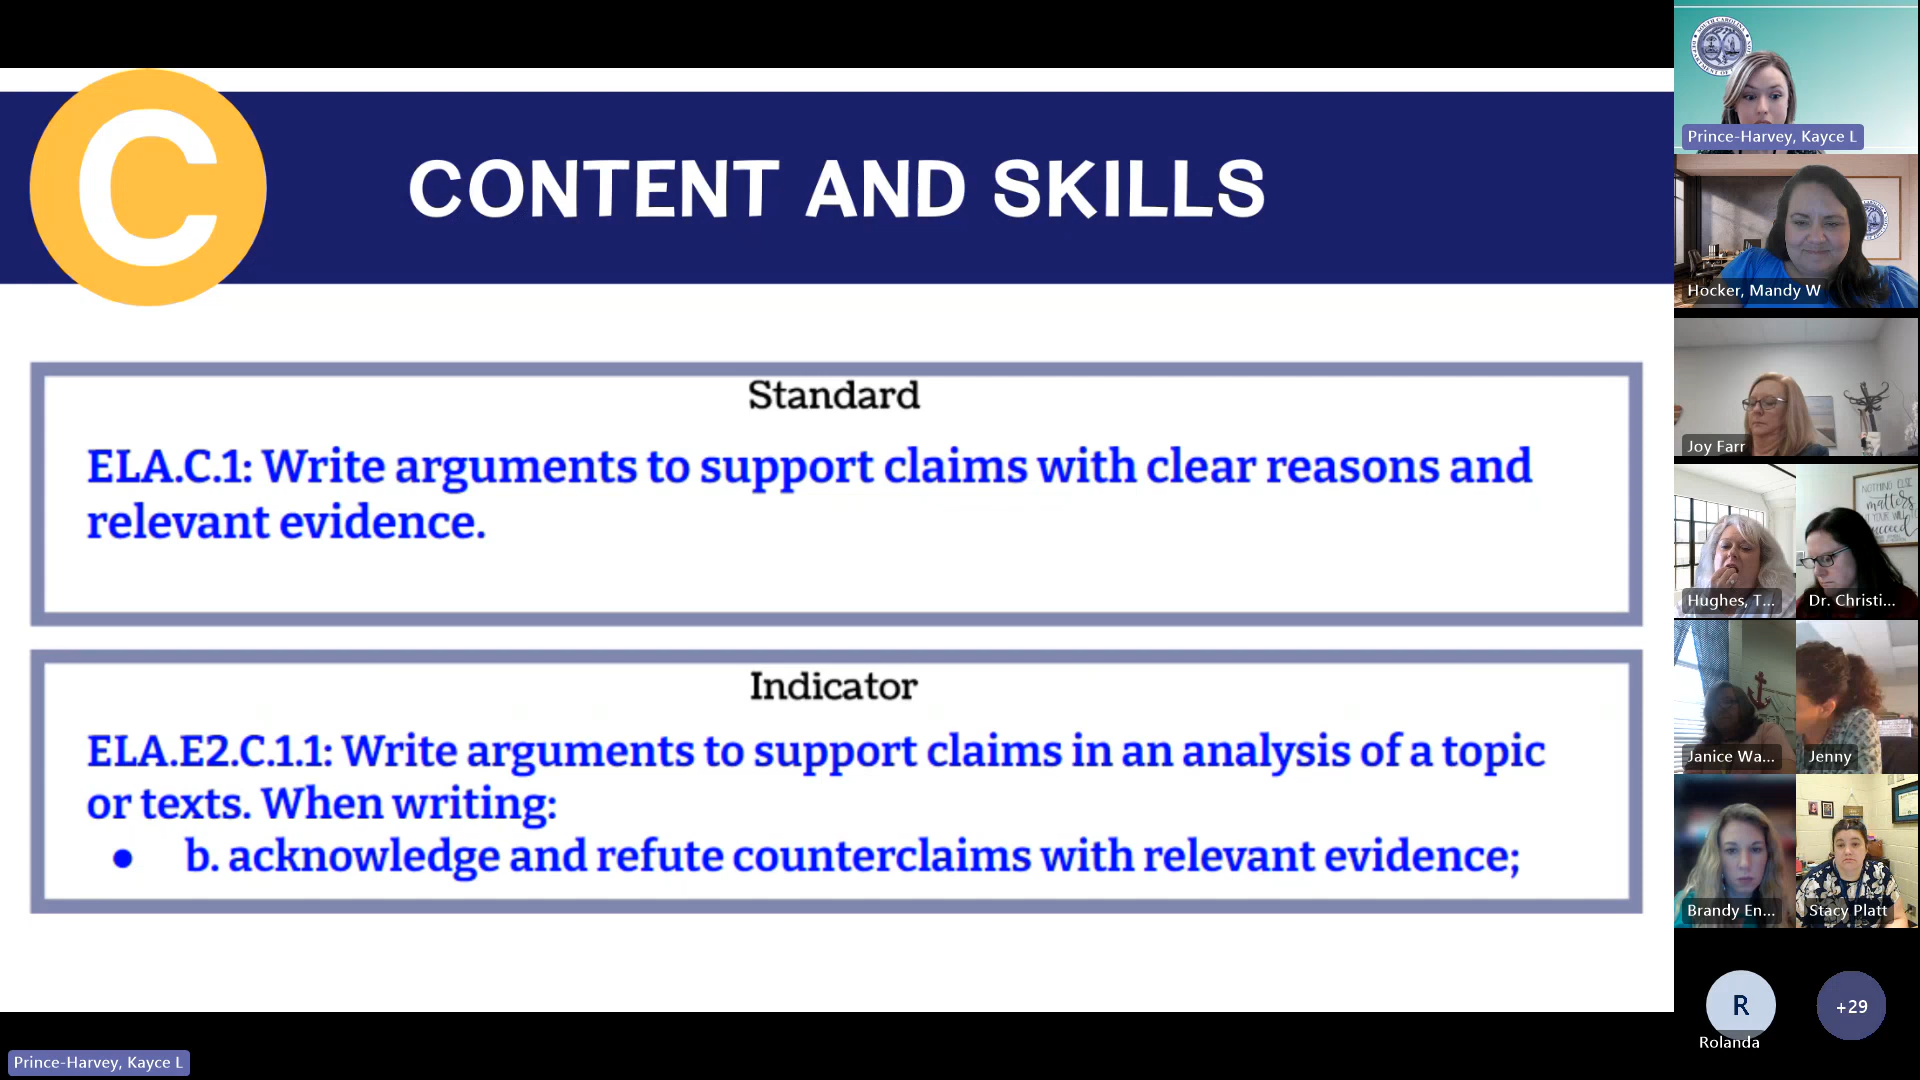 C
CONTENT AND SKILLS
Standard
ELA.C.1: Write arguments to support claims with clear reasons and
relevant evidence.
Indicator
ELA.E2.C.1.1: Write arguments to support claims in an analysis of a topic
or texts. When writing:
● b. acknowledge and refute counterclaims with relevant evidence;
Prince-Harvey, Kayce L
Prince-Harvey, Kayce L
Hocker, Mandy W
Joy Farr
NOTHING ELSE
matters
Hughes, T...
Dr. Christi...
Janice Wa...
Jenny
Brandy En...
Stacy Platt
R
Rolanda
+29